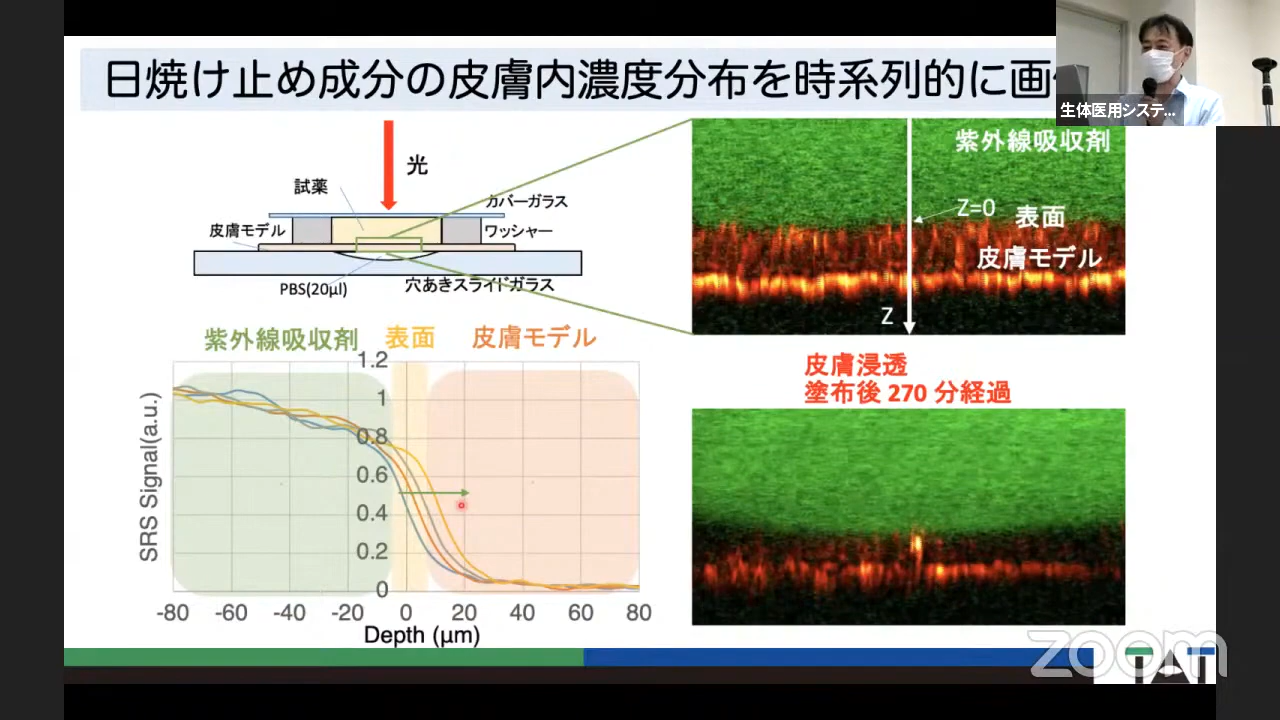 日焼け止め成分の皮膚内濃度分布を時系列的に画
生体医用システ...
光
試薬
カバーガラス
皮膚モデル
ワッシャー
PBS(20μl)
穴あきスライドガラス
紫外線吸収剤
Z=0 表面
皮膚モデル
Z
紫外線吸収剤 表面 皮膚モデル
1.2
1
0.8
0.6
0.4
0.2
0
SRS Signal(a.u.)
-80 -60 -40 -20 0 20 40 60 80
Depth (μm)
皮膚浸透
塗布後 270 分経過
zoom
TAT